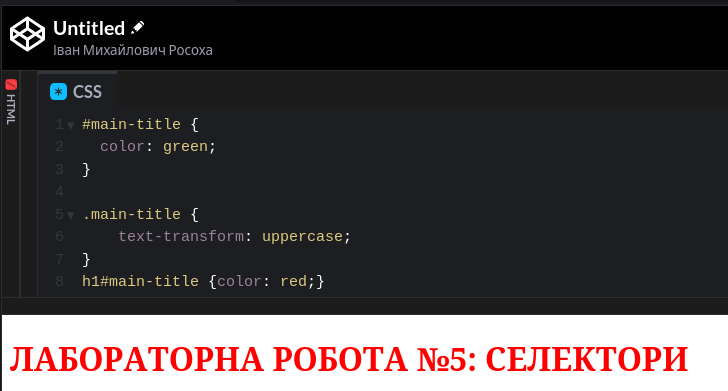 Untitled
Іван Михайлович Росоха
HTML
CSS
1 #main-title {
2 color: green;
3 }
4
5 .main-title {
6 text-transform: uppercase;
7 }
8 h1#main-title {color: red;}
ЛАБОРАТОРНА РОБОТА №5: СЕЛЕКТОРИ